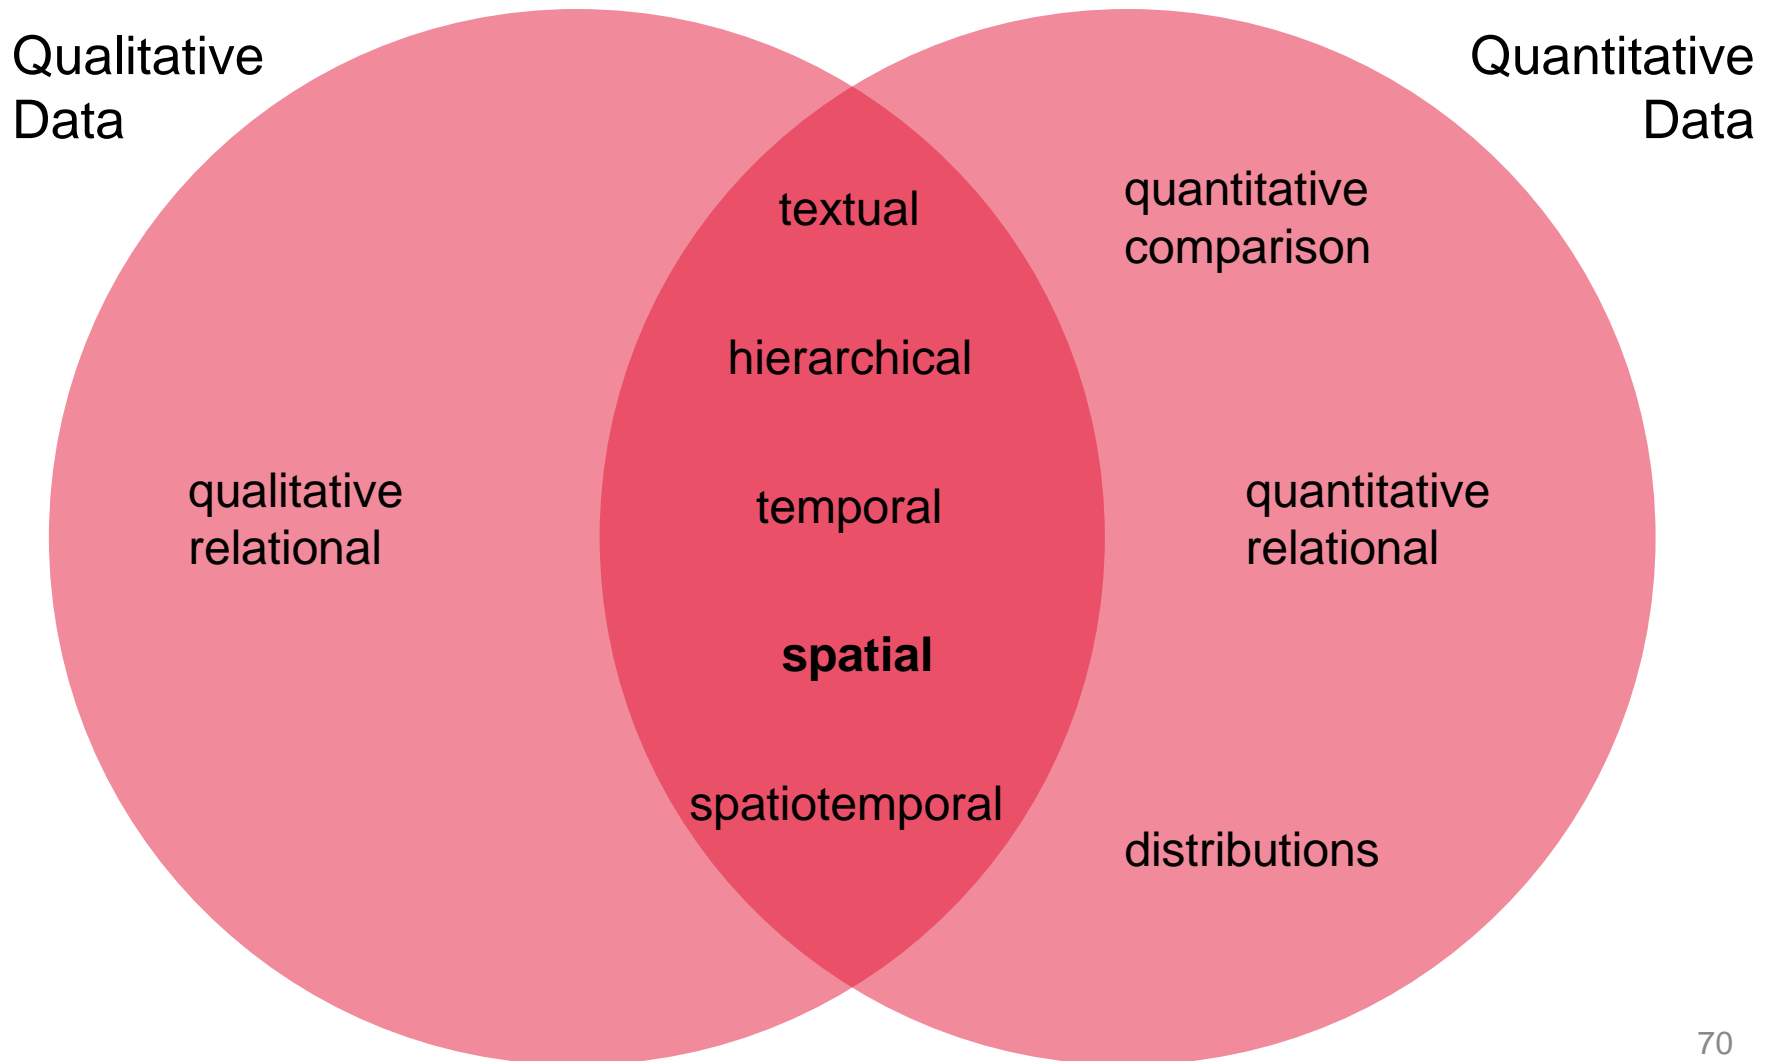 Qualitative
Data
Quantitative
Data
textual
hierarchical
temporal
spatial
spatiotemporal
qualitative
relational
quantitative
comparison
quantitative
relational
distributions
70